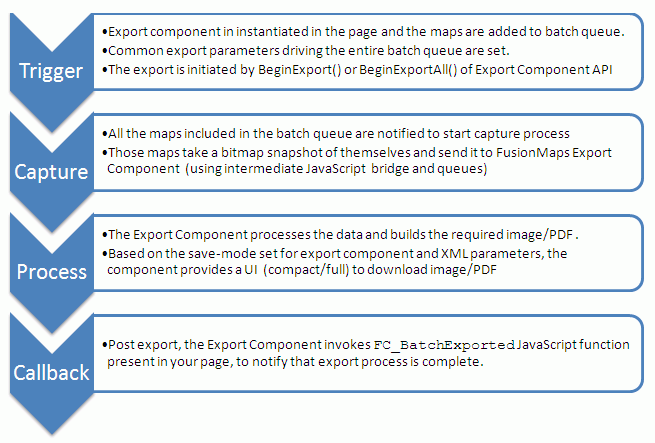 Trigger
•Export component in instantiated in the page and the maps are added to batch queue.
•Common export parameters driving the entire batch queue are set.
•The export is initiated by BeginExport() or BeginExportAll() of Export Component API
Capture
•All the maps included in the batch queue are notified to start capture process
•Those maps take a bitmap snapshot of themselves and send it to FusionMaps Export
Component (using intermediate JavaScript bridge and queues)
Process
•The Export Component processes the data and builds the required image/PDF .
•Based on the save-mode set for export component and XML parameters, the
component provides a UI (compact/full) to download image/PDF
Callback
•Post export, the Export Component invokes FC_BatchExported JavaScript function
present in your page, to notify that export process is complete.